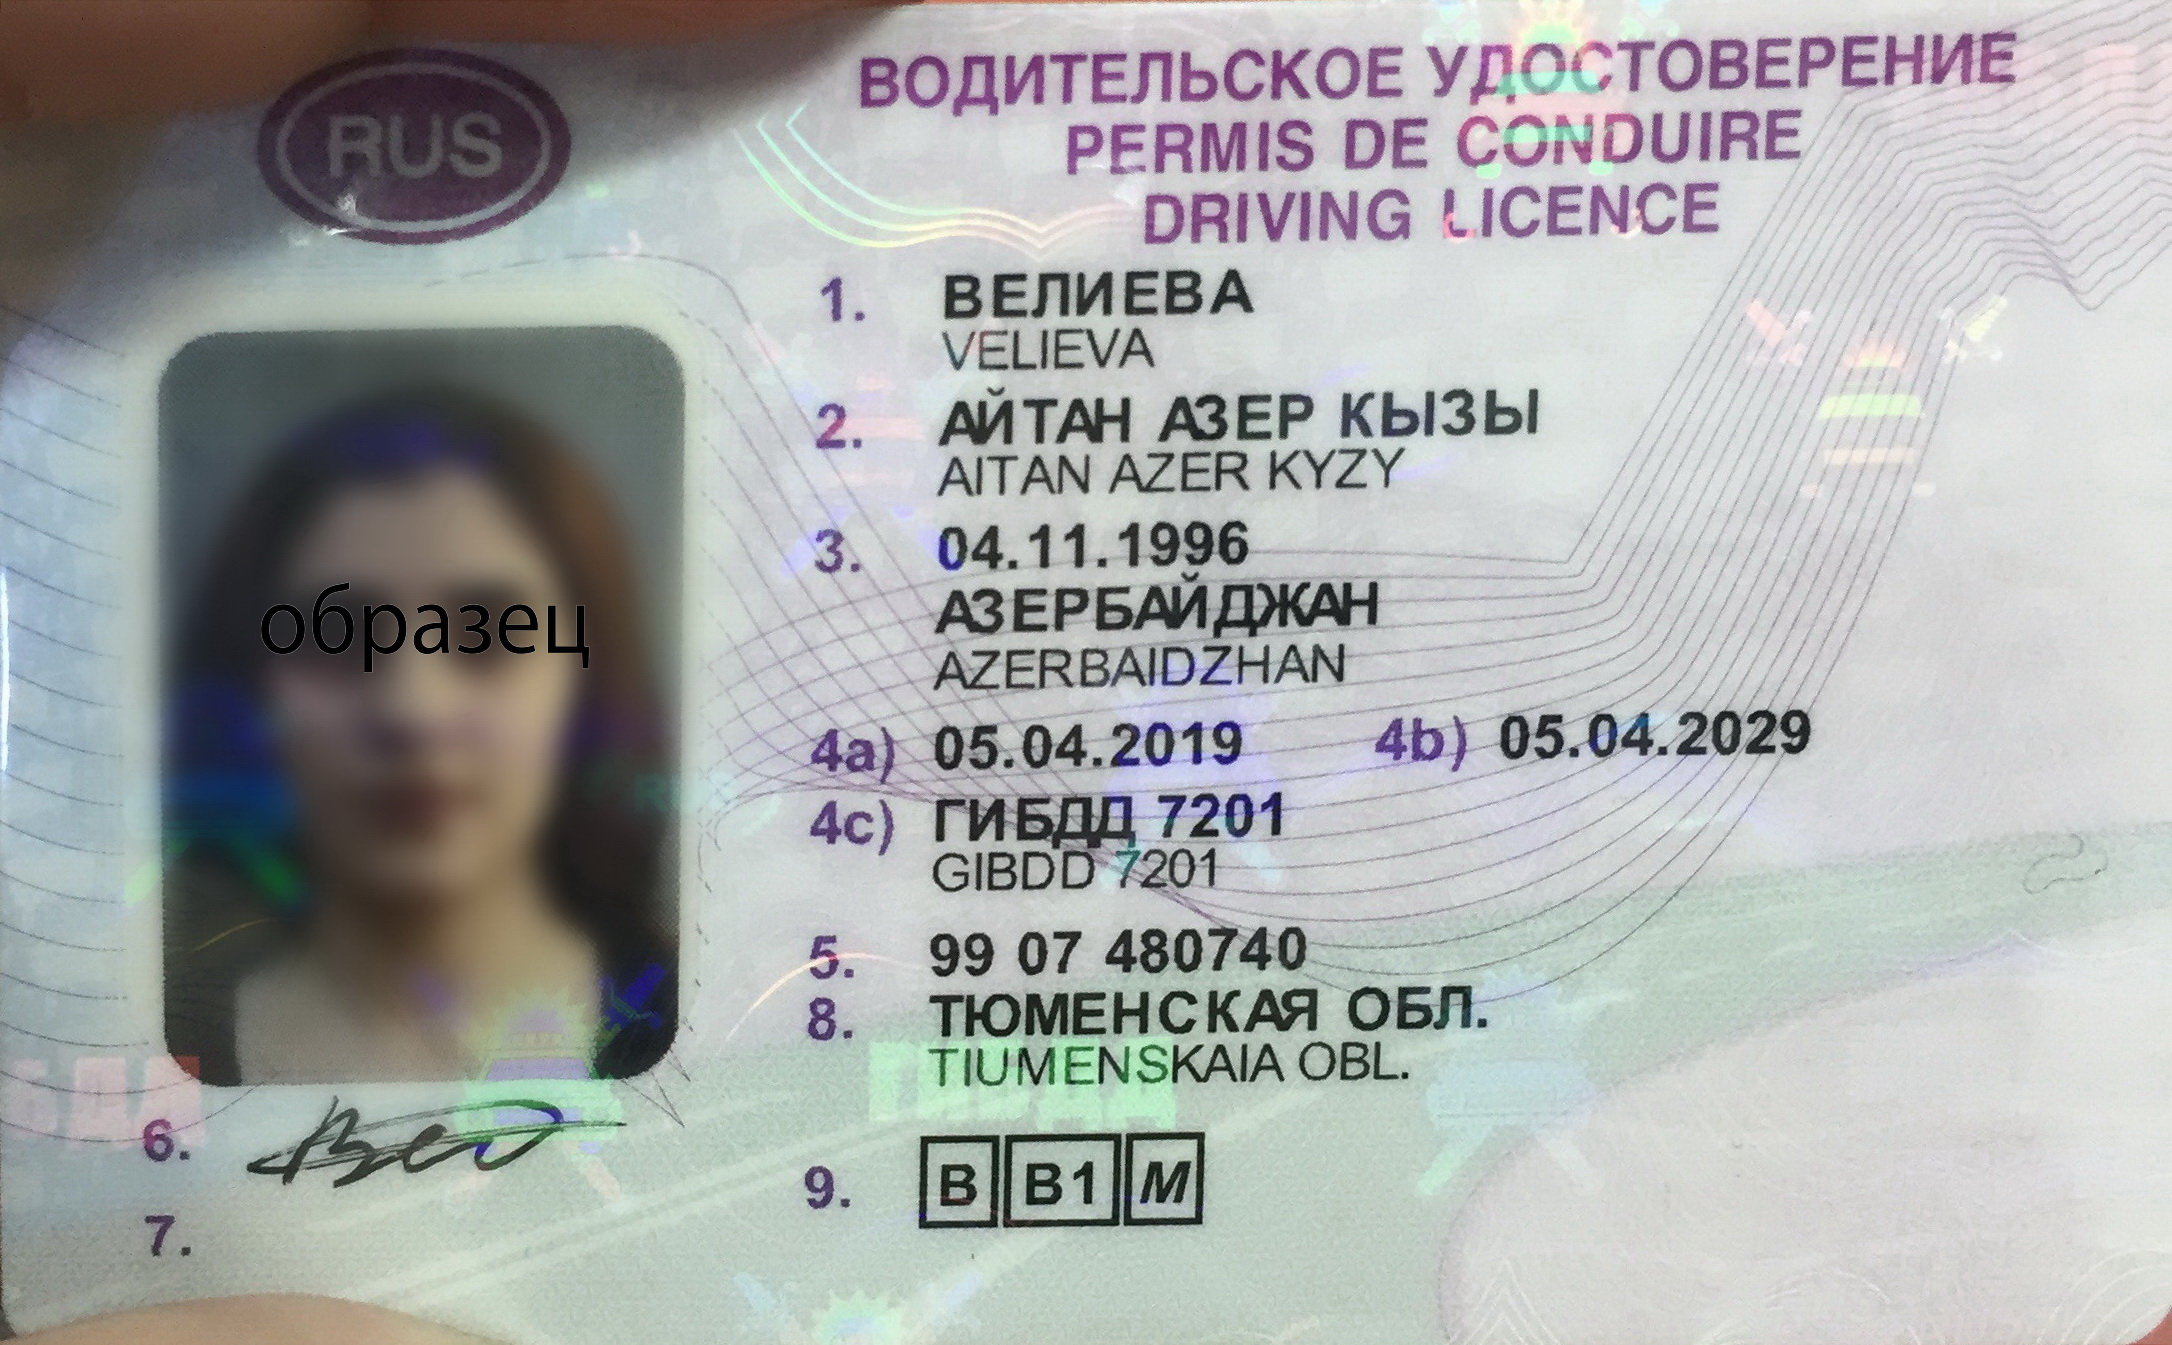 RUS
ВОДИТЕЛЬСКОЕ УДОСТОВЕРЕНИЕ
PERMIS DE CONDUIRE
DRIVING LICENCE
1. ВЕЛИЕВА
VELIEVA
2. АЙТАН АЗЕР КЫЗЫ
AITAN AZER KYZY
3. 04.11.1996
АЗЕРБАЙДЖАН
AZERBAIDZHAN
4a) 05.04.2019 4b) 05.04.2029
4c) ГИБДД 7201
GIBDD 7201
5. 99 07 480740
8. ТЮМЕНСКАЯ ОБЛ.
TIUMENSKAIA OBL.
9. B B1 M
образец
6.
7.